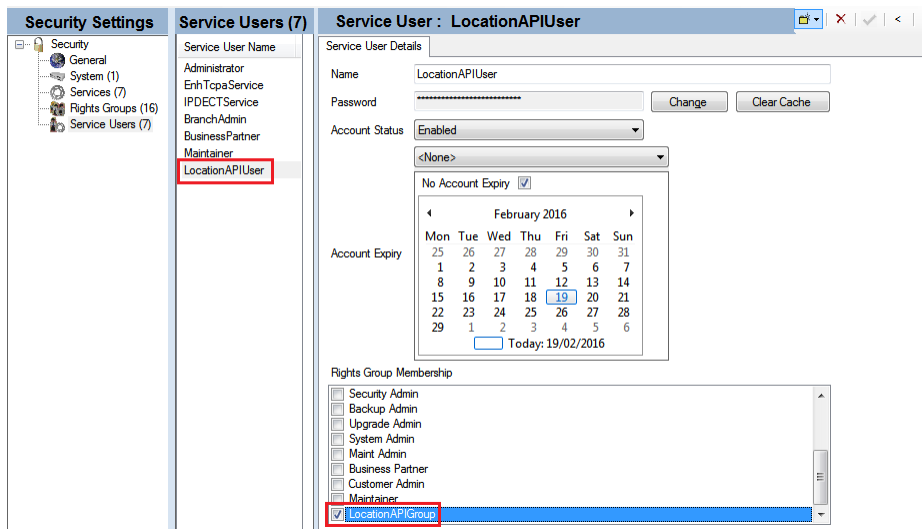 Security Settings
Security
General
System (1)
Services (7)
Rights Groups (16)
Service Users (7)
Service Users (7)
Service User Name
Administrator
EnhTcpaService
IPDECTService
BranchAdmin
BusinessPartner
Maintainer
LocationAPIUser
Service User : LocationAPIUser
Service User Details
Name LocationAPIUser
Password **************************
Change Clear Cache
Account Status Enabled
<None>
No Account Expiry
Account Expiry
February 2016
Mon Tue Wed Thu Fri Sat Sun
25 26 27 28 29 30 31
1 2 3 4 5 6 7
8 9 10 11 12 13 14
15 16 17 18 19 20 21
22 23 24 25 26 27 28
29 1 2 3 4 5 6
Today: 19/02/2016
Rights Group Membership
Security Admin
Backup Admin
Upgrade Admin
System Admin
Maint Admin
Business Partner
Customer Admin
Maintainer
LocationAPIGroup